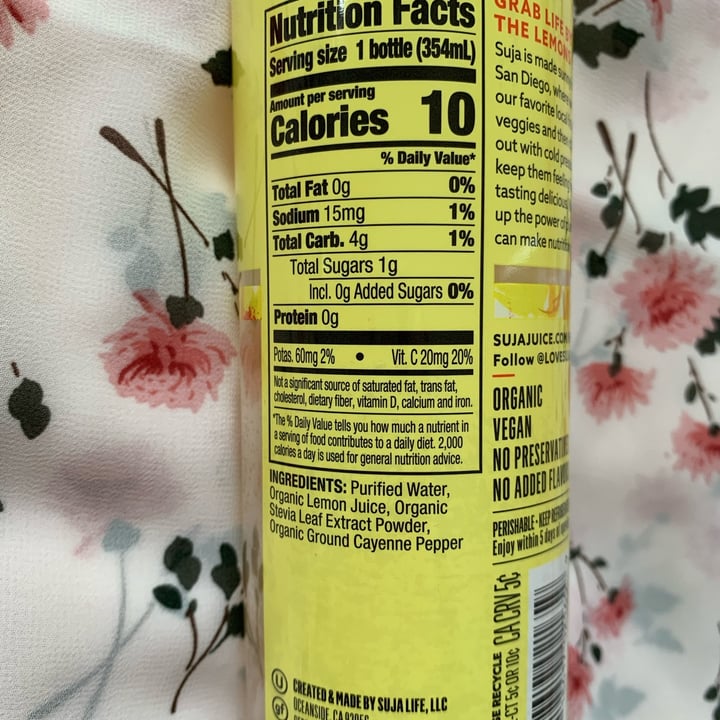 Nutrition Facts
Serving size 1 bottle (354mL)
Amount per serving
Calories 10
% Daily Value*
Total Fat 0g 0%
Sodium 15mg 1%
Total Carb. 4g 1%
Total Sugars 1g
Incl. 0g Added Sugars 0%
Protein 0g
Potas. 60mg 2% • Vit. C 20mg 20%
Not a significant source of saturated fat, trans fat,
cholesterol, dietary fiber, vitamin D, calcium and iron.
*The % Daily Value tells you how much a nutrient in
a serving of food contributes to a daily diet. 2,000
calories a day is used for general nutrition advice.
INGREDIENTS: Purified Water,
Organic Lemon Juice, Organic
Stevia Leaf Extract Powder,
Organic Ground Cayenne Pepper
U
gf
CREATED & MADE BY SUJA LIFE, LLC
OCEANSIDE, CA
GRAB LIFE
THE
Suja is made
San Diego,
our favorite
veggies and
out with cold
keep them
tasting
up the power
can make
SUJAJUICE.COM
Follow
ORGANIC
VEGAN
NO
NO ADDED
PERISHABLE - KEEP
Enjoy within 5 days
RECYCLE CA CRV 5¢
CT 5¢ OR 10¢